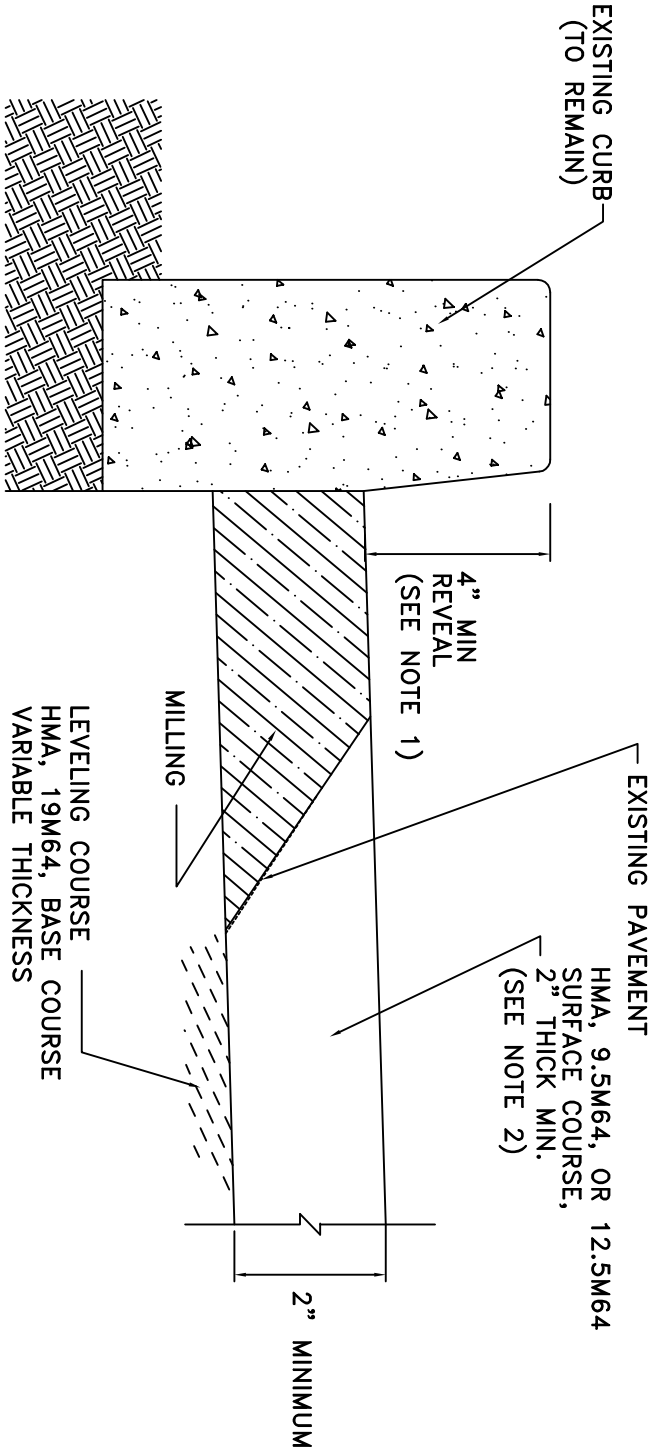 EXISTING CURB
(TO REMAIN)
4" MIN
REVEAL
(SEE NOTE 1)
EXISTING PAVEMENT
HMA, 9.5M64, OR 12.5M64
SURFACE COURSE,
2" THICK MIN.
(SEE NOTE 2)
MILLING
LEVELING COURSE
HMA, 19M64, BASE COURSE
VARIABLE THICKNESS
2" MINIMUM